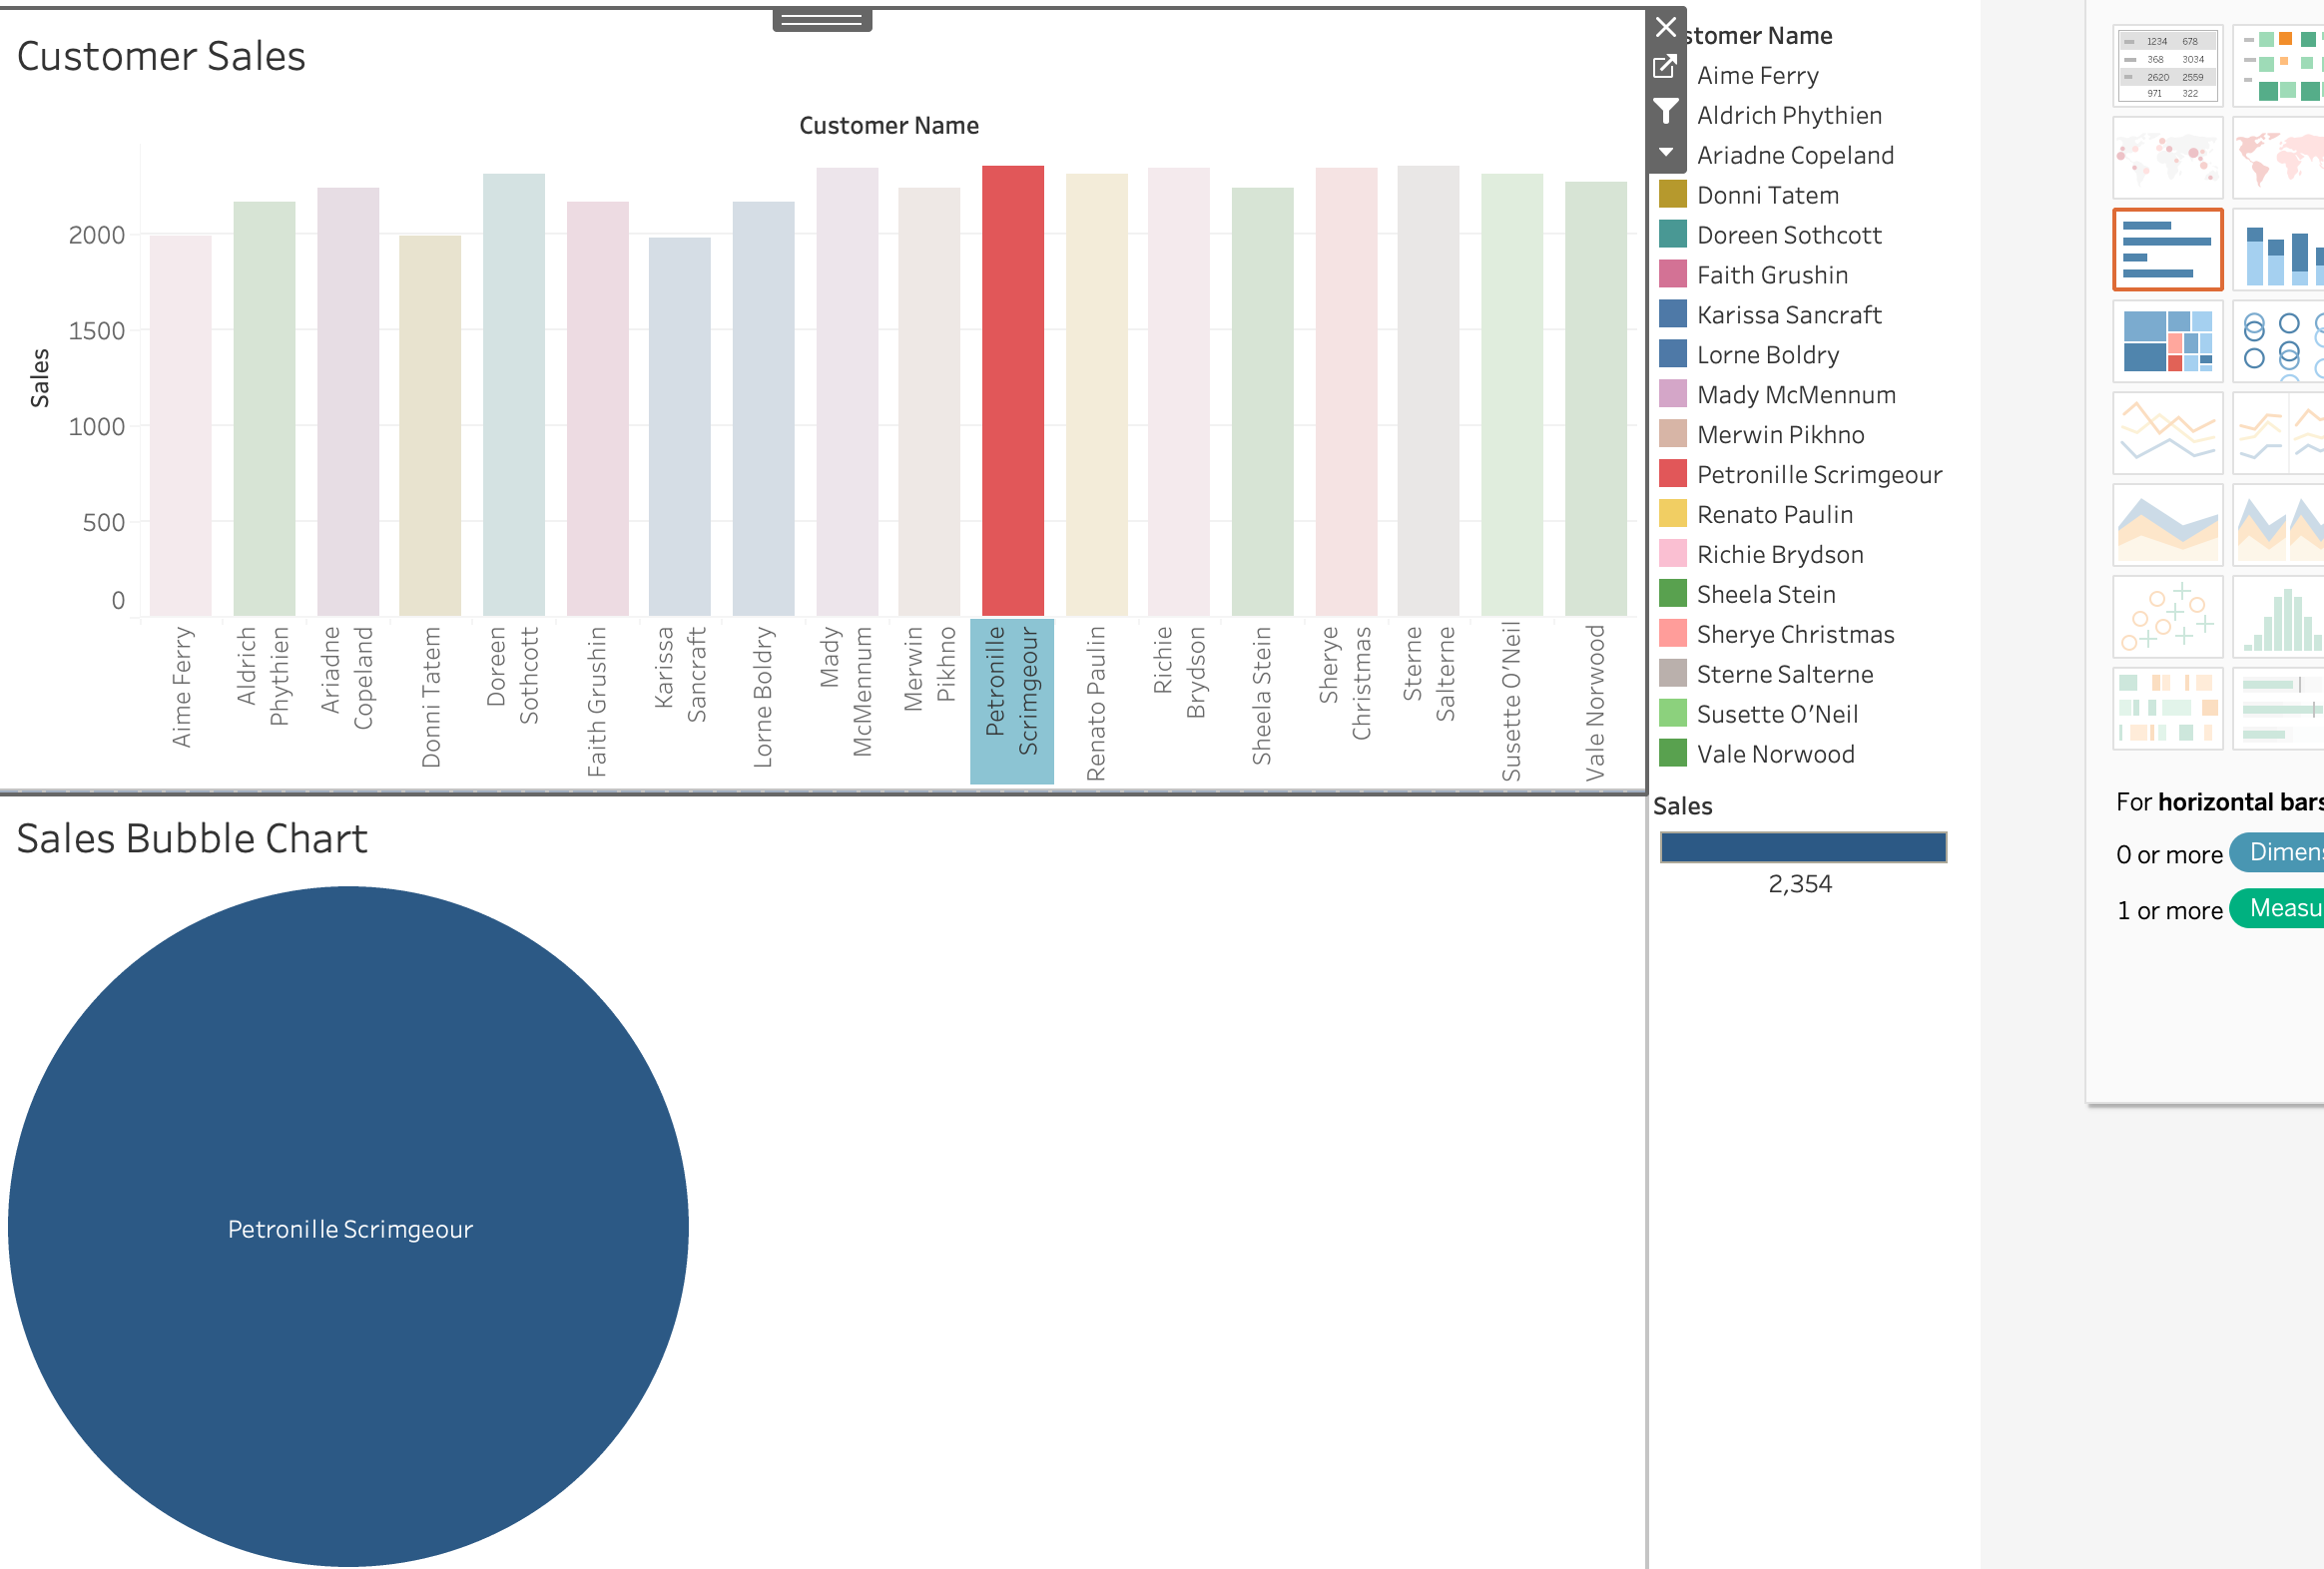 Customer Sales
Customer Name
2000
1500
1000
500
0
Sales
Aime Ferry
Aldrich
Phythien
Ariadne
Copeland
Donni Tatem
Doreen
Sothcott
Faith Grushin
Karissa
Sancraft
Lorne Boldry
Mady
McMennum
Merwin
Pikhno
Petronille
Scrimgeour
Renato Paulin
Richie
Brydson
Sheela Stein
Sherye
Christmas
Sterne
Salterne
Susette O'Neil
Vale Norwood
stomer Name
Aime Ferry
Aldrich Phythien
Ariadne Copeland
Donni Tatem
Doreen Sothcott
Faith Grushin
Karissa Sancraft
Lorne Boldry
Mady McMennum
Merwin Pikhno
Petronille Scrimgeour
Renato Paulin
Richie Brydson
Sheela Stein
Sherye Christmas
Sterne Salterne
Susette O'Neil
Vale Norwood
Sales
2,354
Sales Bubble Chart
Petronille Scrimgeour
1234 678
368 3034
2620 2559
971 322
For horizontal bars
0 or more Dimens
1 or more Measu